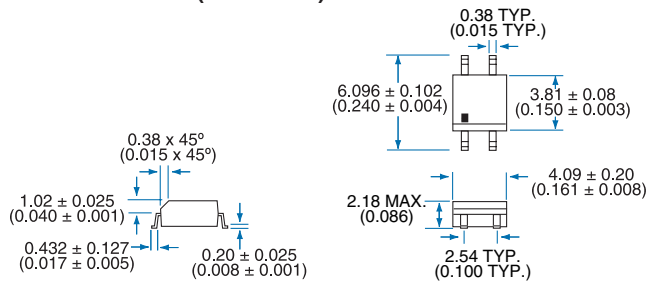 0.38 TYP.
(0.015 TYP.)
6.096 ± 0.102
(0.240 ± 0.004)
3.81 ± 0.08
(0.150 ± 0.003)
0.38 x 45º
(0.015 x 45º)
1.02 ± 0.025
(0.040 ± 0.001)
0.432 ± 0.127
(0.017 ± 0.005)
0.20 ± 0.025
(0.008 ± 0.001)
4.09 ± 0.20
(0.161 ± 0.008)
2.18 MAX.
(0.086)
2.54 TYP.
(0.100 TYP.)